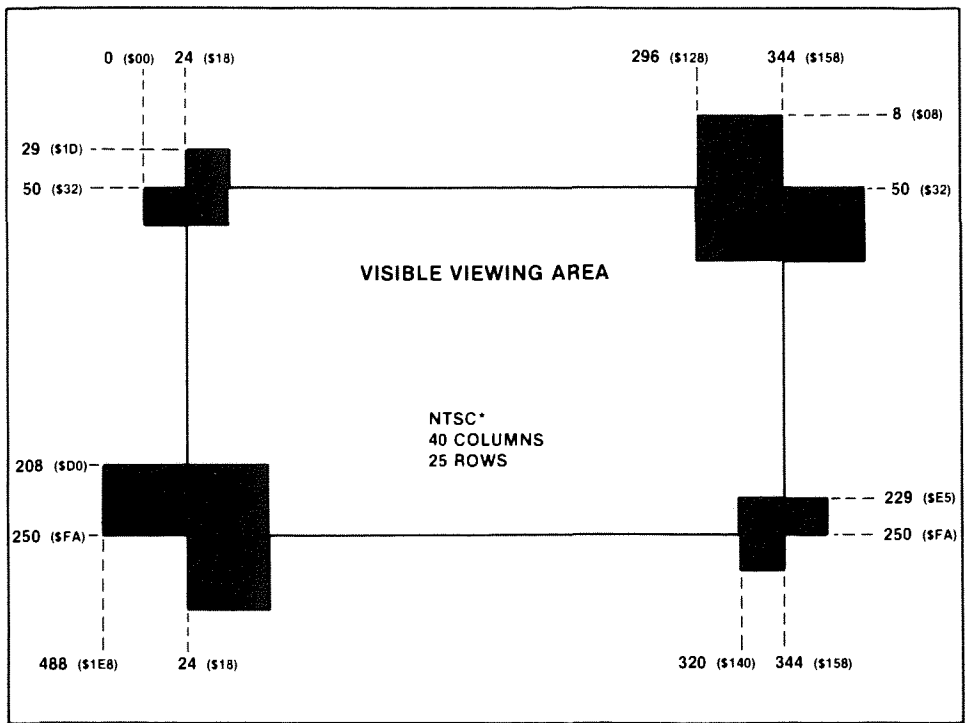 0 ($00) 24 ($18) 296 ($128) 344 ($158)
8 ($08)
29 ($1D)
50 ($32) 50 ($32)
VISIBLE VIEWING AREA
NTSC*
40 COLUMNS
25 ROWS
208 ($D0)
229 ($E5)
250 ($FA) 250 ($FA)
488 ($1E8) 24 ($18) 320 ($140) 344 ($158)